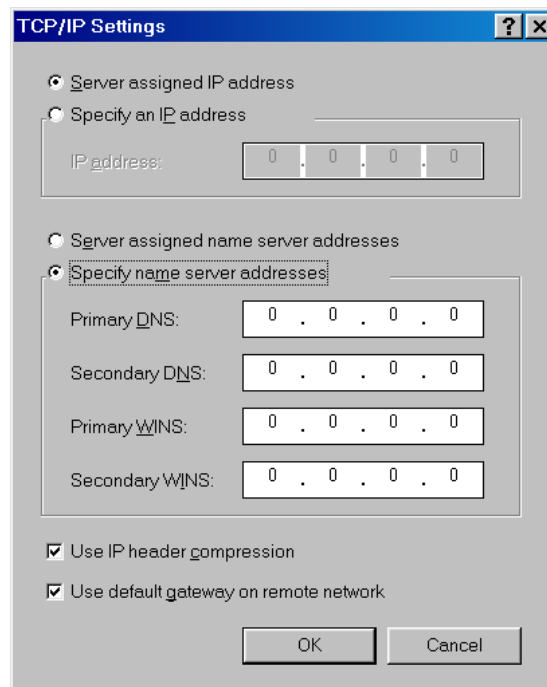 TCP/IP Settings ? ×
Server assigned IP address
Specify an IP address
IP address: 0 . 0 . 0 . 0
Server assigned name server addresses
Specify name server addresses
Primary DNS: 0 . 0 . 0 . 0
Secondary DNS: 0 . 0 . 0 . 0
Primary WINS: 0 . 0 . 0 . 0
Secondary WINS: 0 . 0 . 0 . 0
Use IP header compression
Use default gateway on remote network
OK Cancel